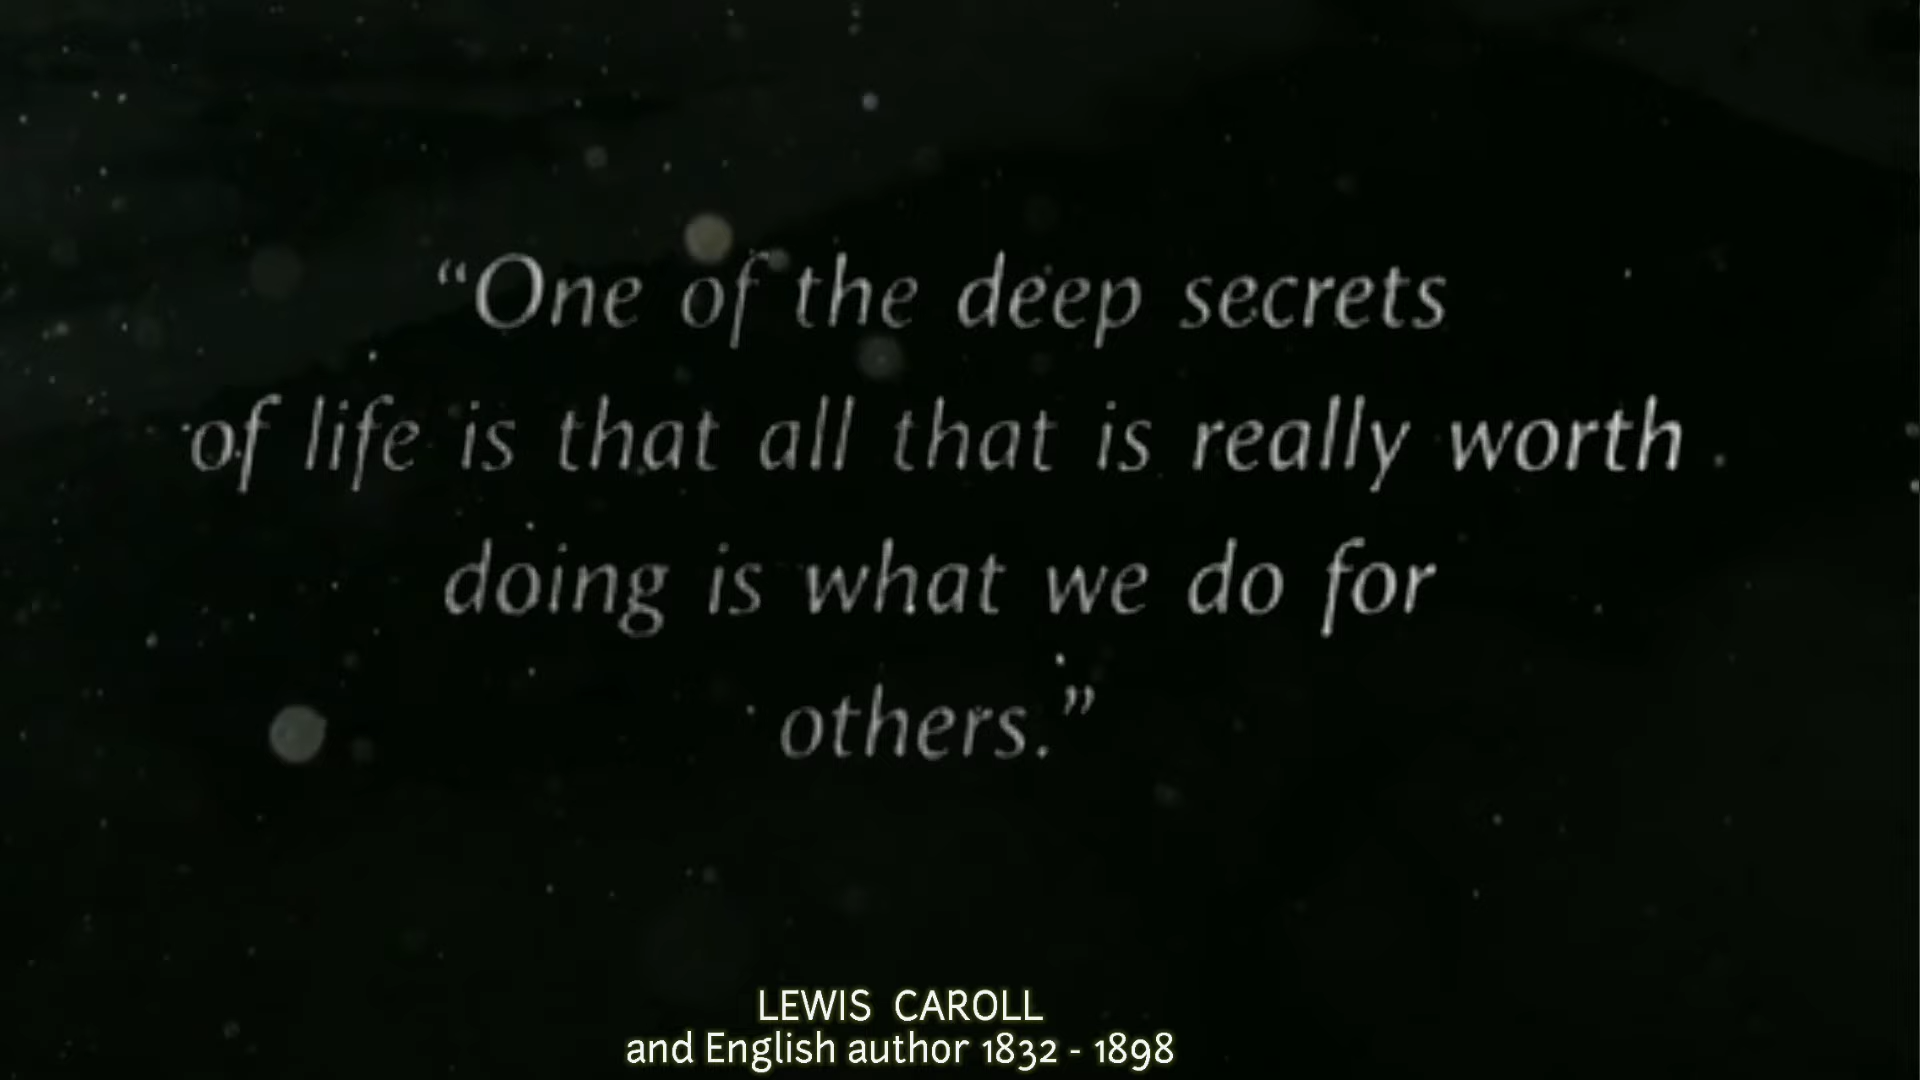 “One of the deep secrets
of life is that all that is really worth
doing is what we do for
others.”
LEWIS CAROLL
and English author 1832 - 1898